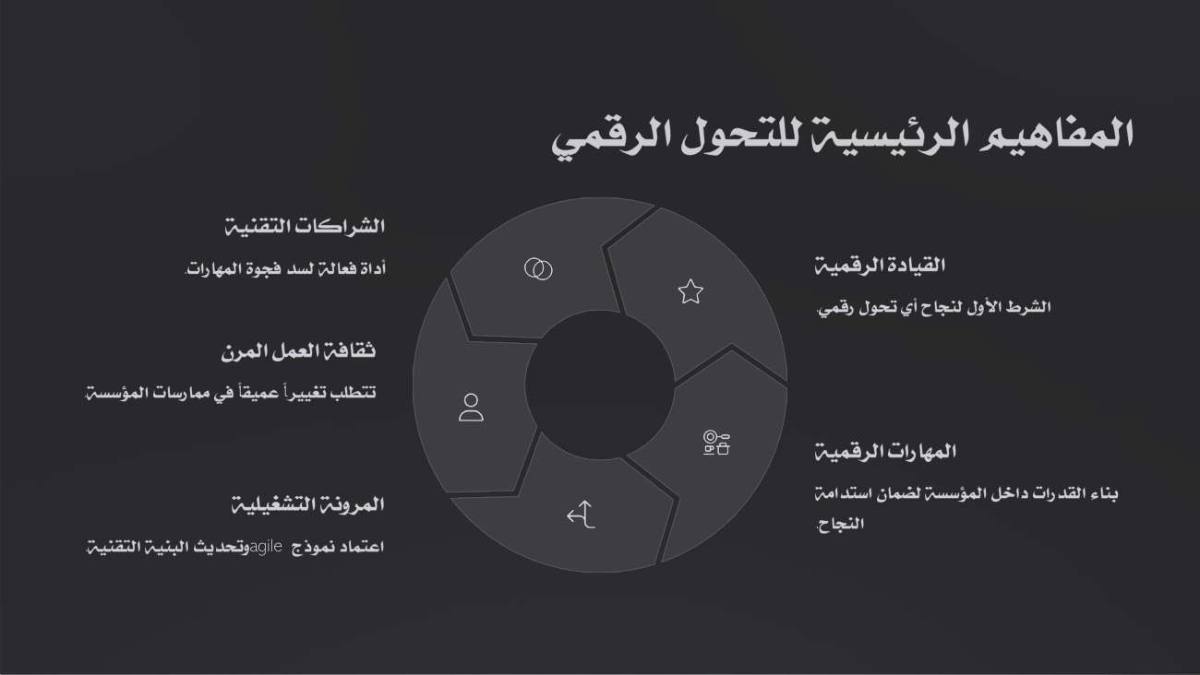 المفاهيم الرئيسية للتحول الرقمي
القيادة الرقمية
الشرط الأول لنجاح أي تحول رقمي.
المهارات الرقمية
بناء القدرات داخل المؤسسة لضمان استدامة
النجاح.
المرونة التشغيلية
اعتماد نموذج agile وتحديث البنية التقنية.
ثقافة العمل المرن
تتطلب تغييراً عميقاً في ممارسات المؤسسة.
الشراكات التقنية
أداة فعالة لسد فجوة المهارات.